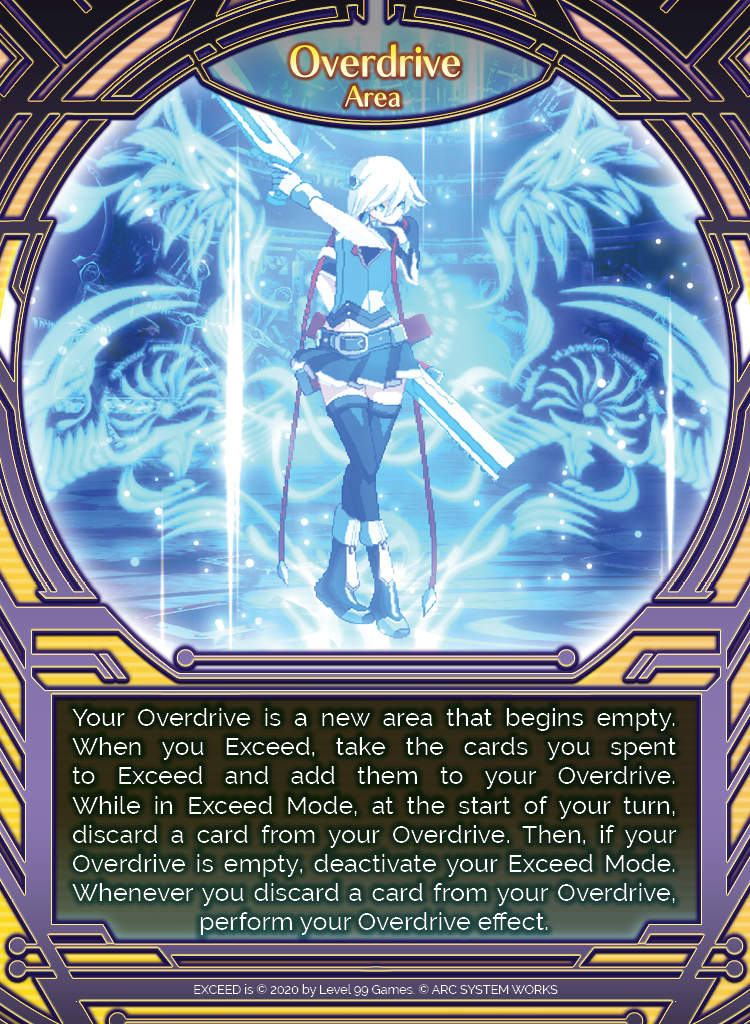 Overdrive
Area
Your Overdrive is a new area that begins empty.
When you Exceed, take the cards you spent
to Exceed and add them to your Overdrive.
While in Exceed Mode, at the start of your turn,
discard a card from your Overdrive. Then, if your
Overdrive is empty, deactivate your Exceed Mode.
Whenever you discard a card from your Overdrive,
perform your Overdrive effect.
EXCEED is © 2020 by Level 99 Games. © ARC SYSTEM WORKS